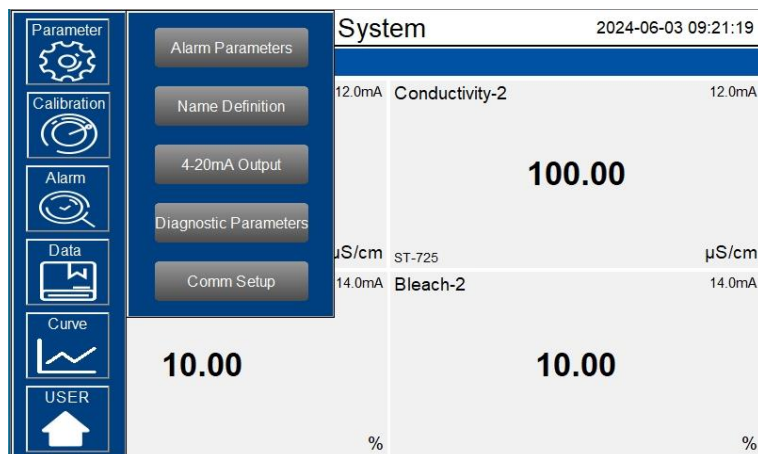 Parameter
Calibration
Alarm
Data
Curve
USER
Alarm Parameters
Name Definition
4-20mA Output
Diagnostic Parameters
Comm Setup
System
2024-06-03 09:21:19
12.0mA
Conductivity-2
12.0mA
100.00
µS/cm
ST-725
µS/cm
14.0mA
Bleach-2
14.0mA
10.00
10.00
%
%